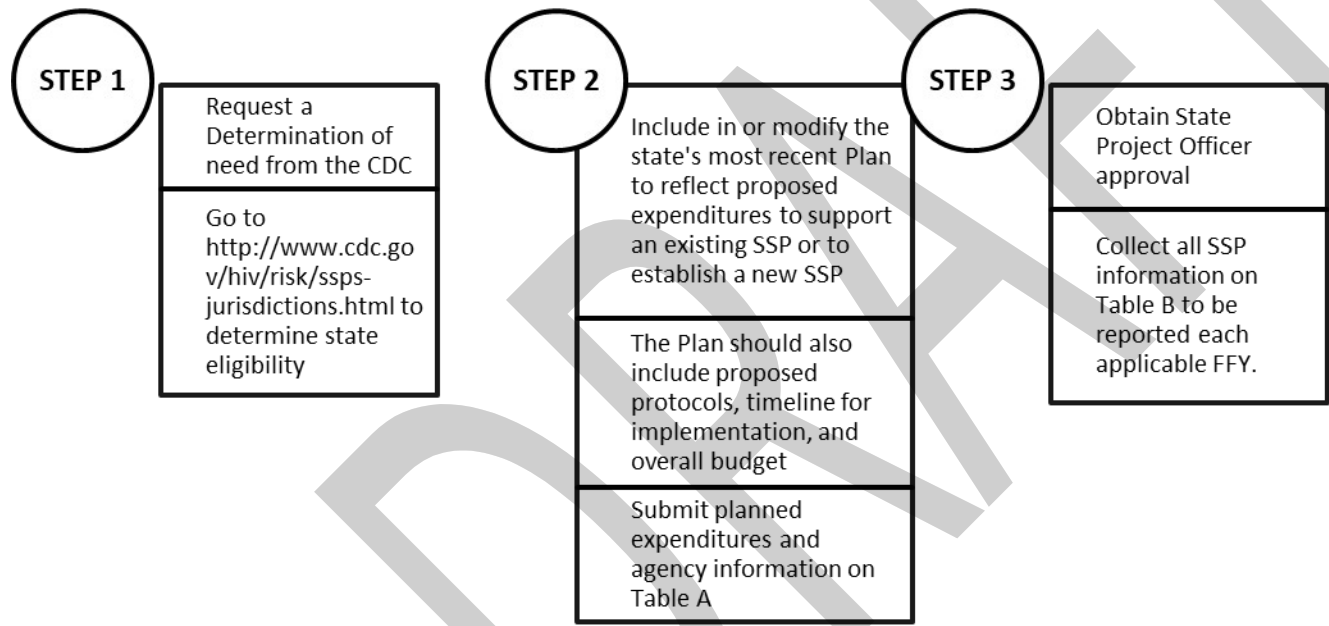 STEP 1
Request a
Determination of
need from the CDC
Go to
http://www.cdc.go
v/hiv/risk/ssps-
jurisdictions.html to
determine state
eligibility
STEP 2
Include in or modify the
state's most recent Plan
to reflect proposed
expenditures to support
an existing SSP or to
establish a new SSP
The Plan should also
include proposed
protocols, timeline for
implementation, and
overall budget
Submit planned
expenditures and
agency information on
Table A
STEP 3
Obtain State
Project Officer
approval
Collect all SSP
information on
Table B to be
reported each
applicable FFY.